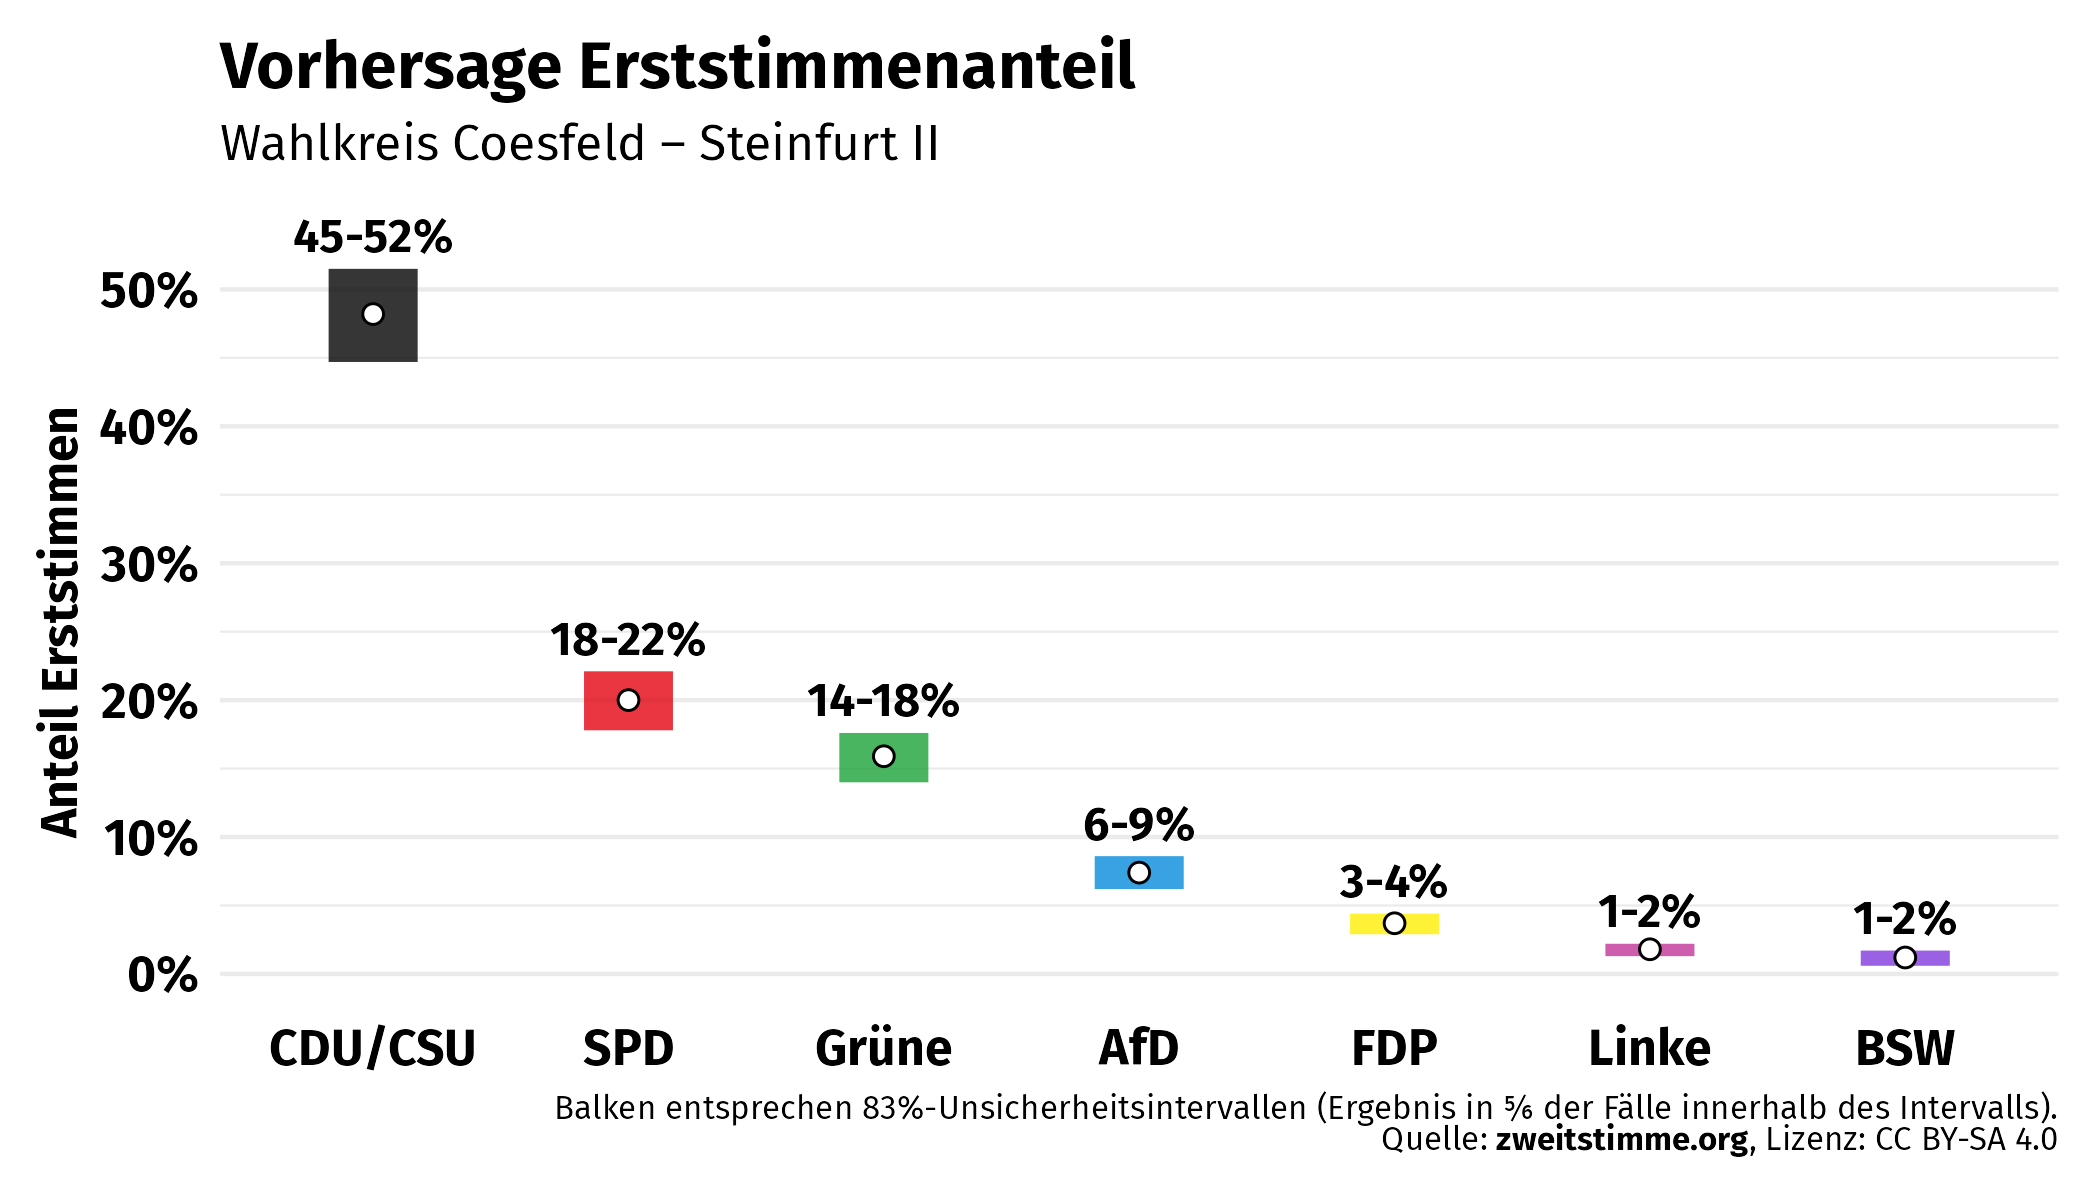 Vorhersage Erststimmenanteil
Wahlkreis Coesfeld – Steinfurt II
Anteil Erststimmen
50%
40%
30%
20%
10%
0%
45-52%
18-22%
14-18%
6-9%
3-4%
1-2%
1-2%
CDU/CSU SPD Grüne AfD FDP Linke BSW
Balken entsprechen 83%-Unsicherheitsintervallen (Ergebnis in ⅚ der Fälle innerhalb des Intervalls).
Quelle: zweitstimme.org, Lizenz: CC BY-SA 4.0